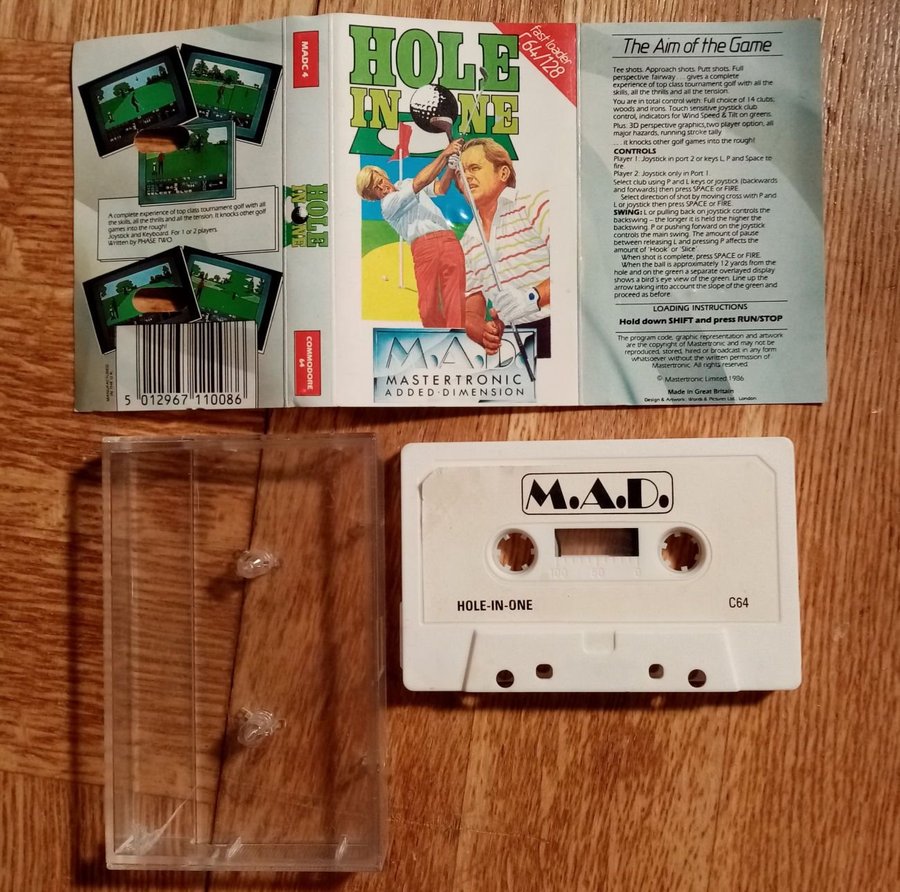 A complete experience of top class tournament golf with all
the skills, all the thrills and all the tension. It knocks other golf
games into the rough!
Joystick and Keyboard. For 1 or 2 players.
Written by PHASE TWO
MANUFACTURED
IN THE U.K.
5 012967 110086
MADC 4
HOLE
IN ONE
COMMODORE
64
HOLE
IN ONE
fast loader
C64/128
M.A.D.
MASTERTRONIC
ADDED·DIMENSION
The Aim of the Game
Tee shots. Approach shots. Putt shots. Full
perspective fairway . . . gives a complete
experience of top class tournament golf with all the
skills, all the thrills and all the tension.
You are in total control with: Full choice of 14 clubs;
woods and irons. Touch sensitive joystick club
control, indicators for Wind Speed & Tilt on greens.
Plus: 3D perspective graphics, two player option, all
major hazards, running stroke tally
. . . . it knocks other golf games into the rough!
CONTROLS
Player 1: Joystick in port 2 or keys L, P and Space to
fire.
Player 2: Joystick only in Port 1.
Select club using P and L keys or joystick (backwards
and forwards) then press SPACE or FIRE.
Select direction of shot by moving cross with P and
L or joystick then press SPACE or FIRE.
SWING: L or pulling back on joystick controls the
backswing – the longer it is held the higher the
backswing. P or pushing forward on the joystick
controls the main swing. The amount of pause
between releasing L and pressing P affects the
amount of 'Hook' or 'Slice'.
When shot is complete, press SPACE or FIRE.
When the ball is approximately 12 yards from the
hole and on the green a separate overlayed display
shows a bird's eye view of the green. Line up the
arrow taking into account the slope of the green and
proceed as before.
LOADING INSTRUCTIONS
Hold down SHIFT and press RUN/STOP
The program code, graphic representation and artwork
are the copyright of Mastertronic and may not be
reproduced, stored, hired or broadcast in any form
whatsoever without the written permission of
Mastertronic. All rights reserved.
© Mastertronic Limited 1986
Made in Great Britain
Design & Artwork: Words & Pictures Ltd., London
M.A.D.
100 50 0
HOLE-IN-ONE
C64